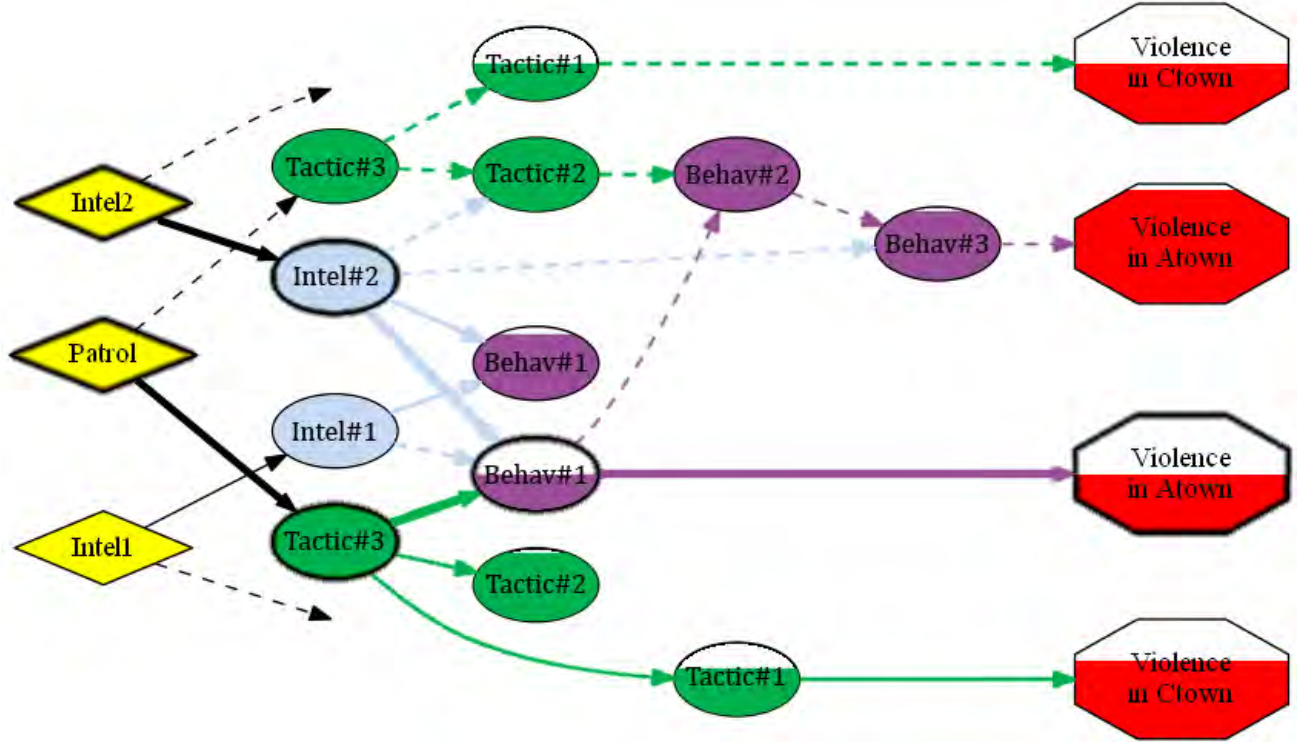 Violence
in Ctown
Tactic#1
Tactic#3
Tactic#2
Behav#2
Intel2
Behav#3
Violence
in Atown
Intel#2
Patrol
Behav#1
Intel#1
Behav#1
Violence
in Atown
Intel1
Tactic#3
Tactic#2
Tactic#1
Violence
in Ctown